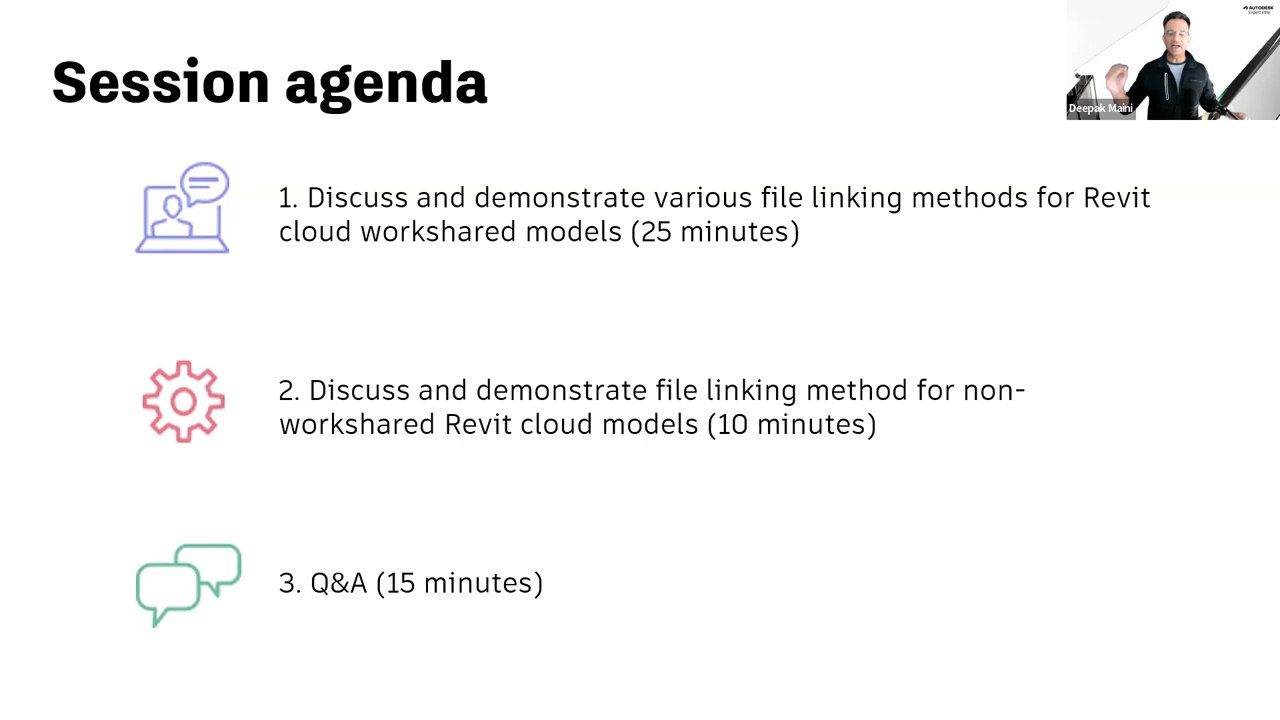 Session agenda
AUTODESK
Expert Elite
Deepak Maini
1. Discuss and demonstrate various file linking methods for Revit
cloud workshared models (25 minutes)
2. Discuss and demonstrate file linking method for non-
workshared Revit cloud models (10 minutes)
3. Q&A (15 minutes)